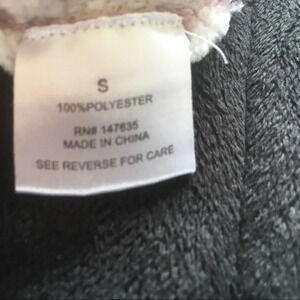 S
100%POLYESTER
RN# 147635
MADE IN CHINA
SEE REVERSE FOR CARE